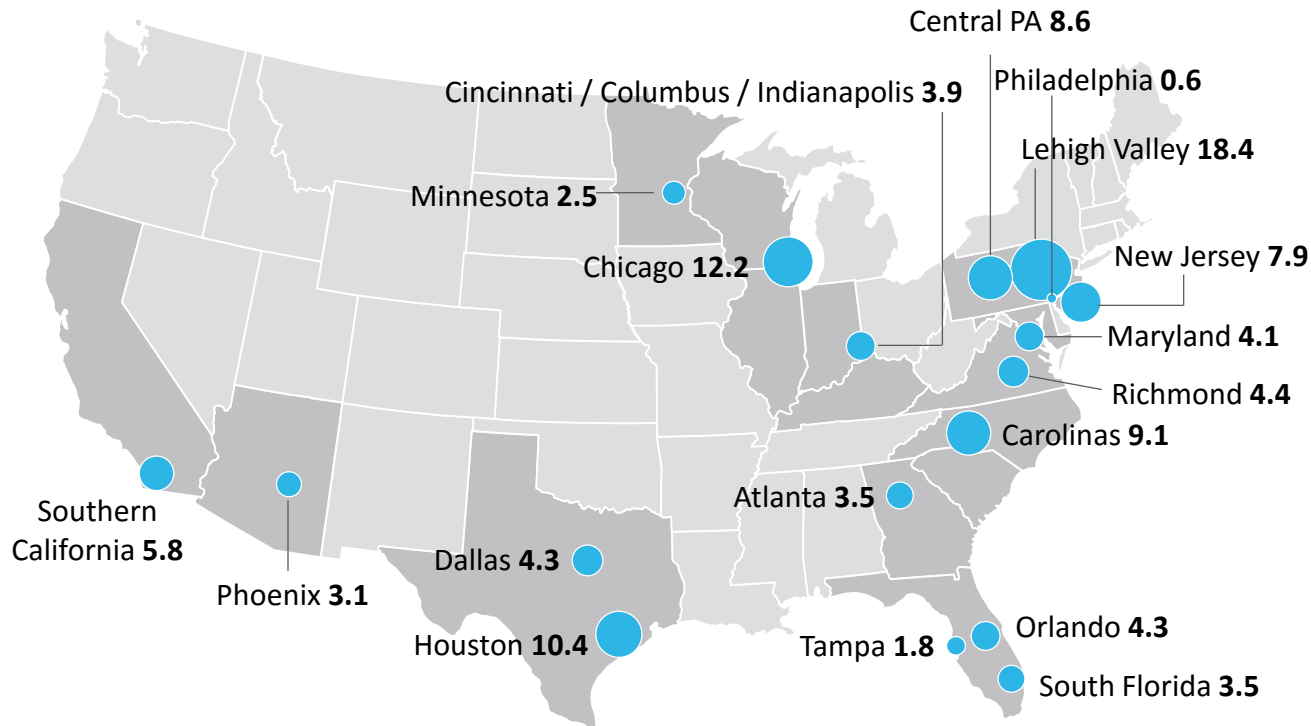 Central PA 8.6
Philadelphia 0.6
Cincinnati / Columbus / Indianapolis 3.9
Lehigh Valley 18.4
Minnesota 2.5
New Jersey 7.9
Chicago 12.2
Maryland 4.1
Richmond 4.4
Carolinas 9.1
Atlanta 3.5
Southern
California 5.8
Dallas 4.3
Phoenix 3.1
Houston 10.4
Tampa 1.8
Orlando 4.3
South Florida 3.5